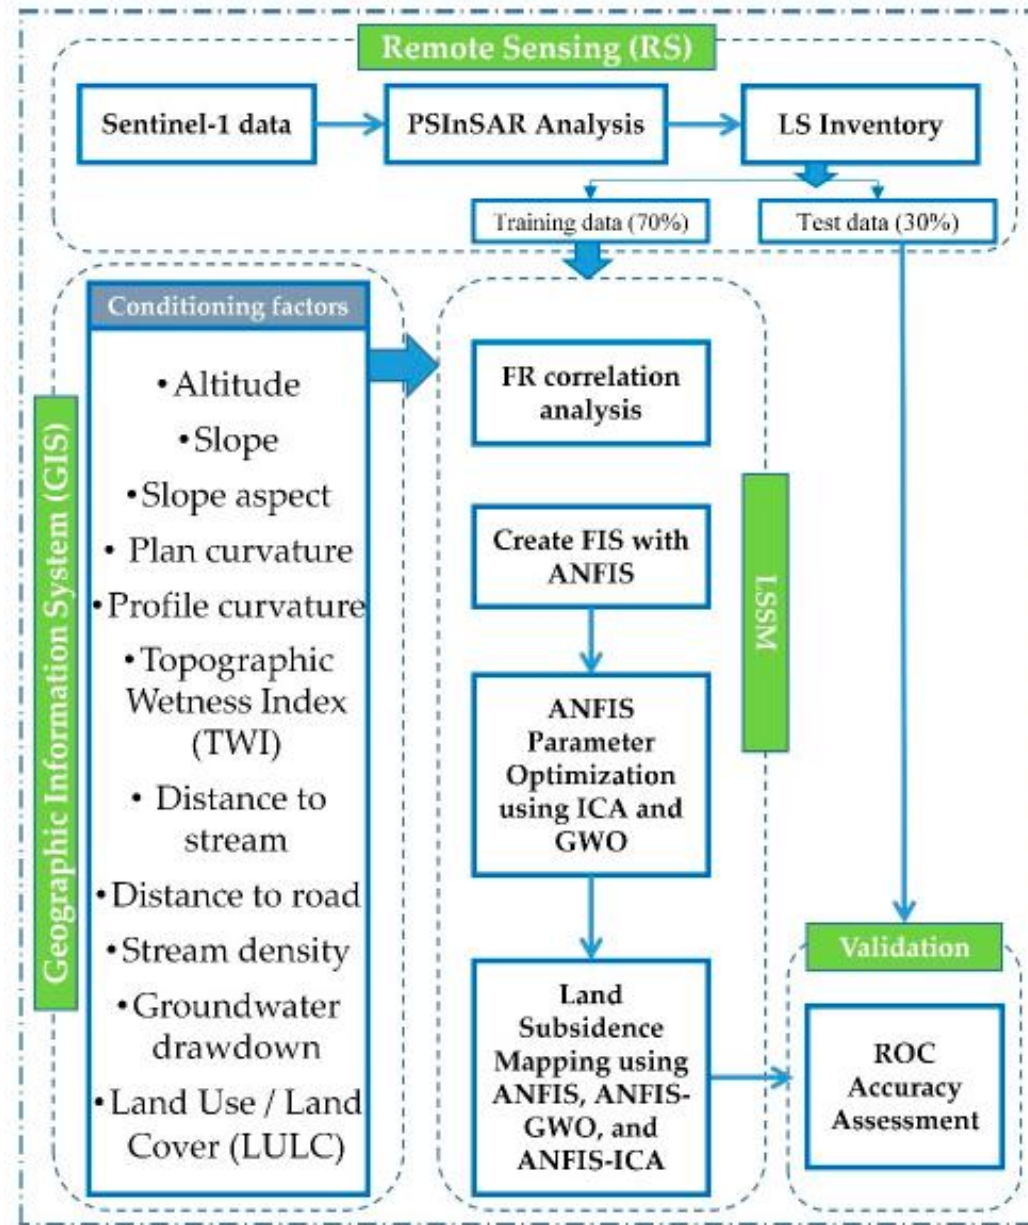 Remote Sensing (RS)
Sentinel-1 data
PSInSAR Analysis
LS Inventory
Training data (70%)
Test data (30%)
Geographic Information System (GIS)
Conditioning factors
• Altitude
• Slope
• Slope aspect
• Plan curvature
• Profile curvature
• Topographic
Wetness Index
(TWI)
• Distance to
stream
• Distance to road
• Stream density
• Groundwater
drawdown
• Land Use / Land
Cover (LULC)
LSSM
FR correlation
analysis
Create FIS with
ANFIS
ANFIS
Parameter
Optimization
using ICA and
GWO
Land
Subsidence
Mapping using
ANFIS, ANFIS-
GWO, and
ANFIS-ICA
Validation
ROC
Accuracy
Assessment